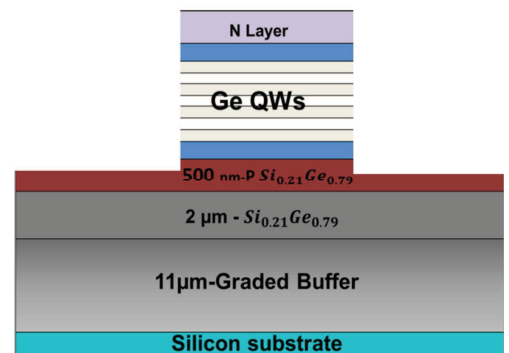 N Layer
Ge QWs
500 nm-P Si₀.₂₁Ge₀.₇₉
2 μm - Si₀.₂₁Ge₀.₇₉
11μm-Graded Buffer
Silicon substrate